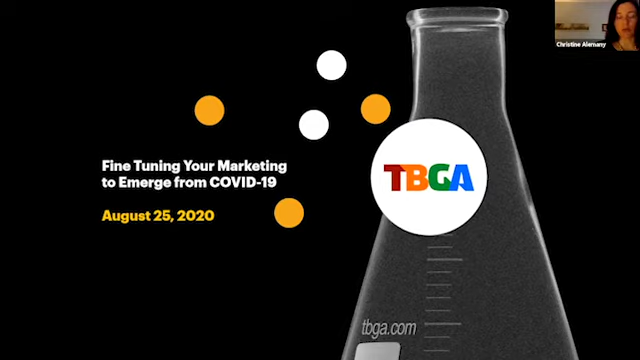 Christine Alemany
Fine Tuning Your Marketing
to Emerge from COVID-19
August 25, 2020
TBGA
tbga.com